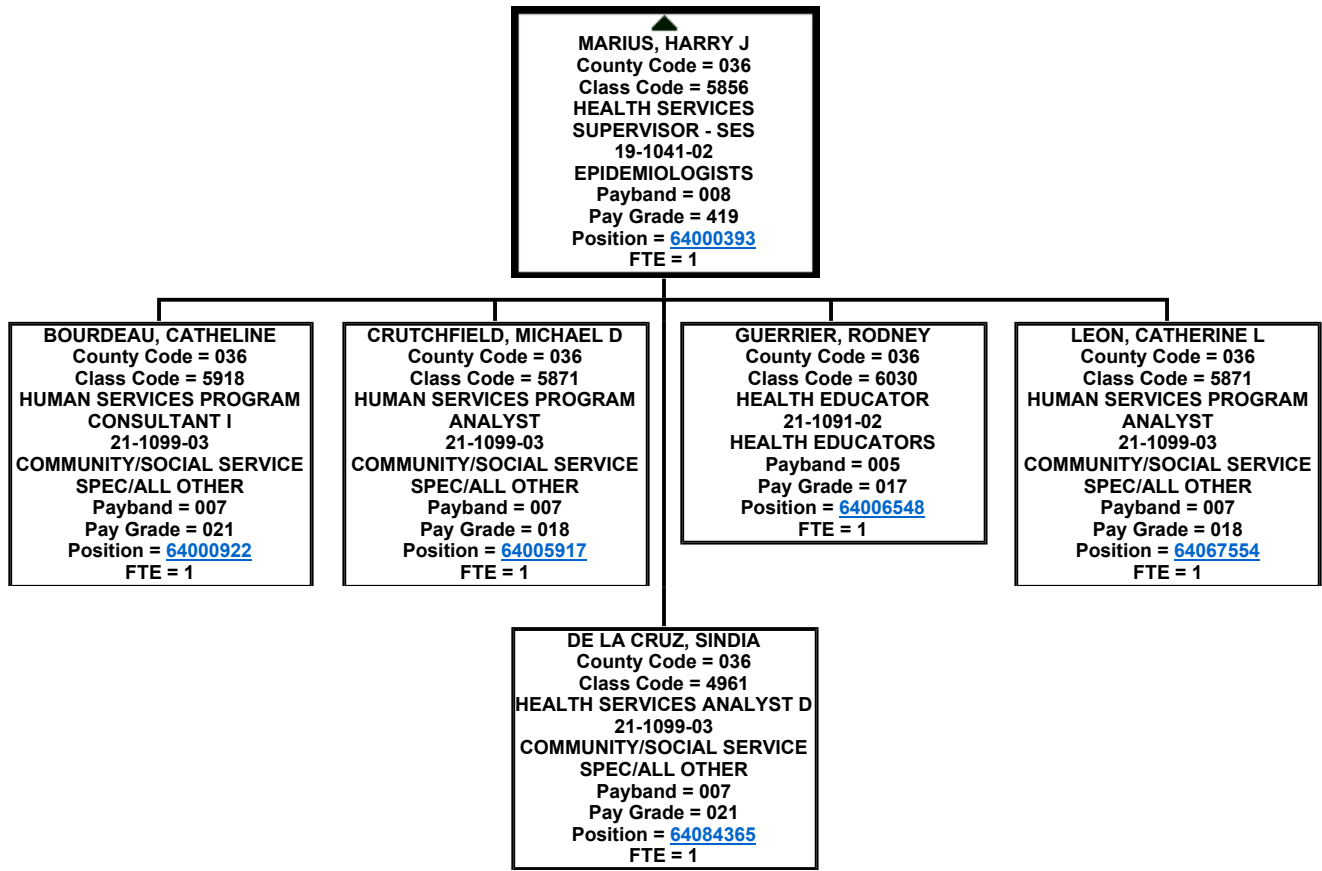 MARIUS, HARRY J
County Code = 036
Class Code = 5856
HEALTH SERVICES
SUPERVISOR - SES
19-1041-02
EPIDEMIOLOGISTS
Payband = 008
Pay Grade = 419
Position = 64000393
FTE = 1
BOURDEAU, CATHELINE
County Code = 036
Class Code = 5918
HUMAN SERVICES PROGRAM
CONSULTANT I
21-1099-03
COMMUNITY/SOCIAL SERVICE
SPEC/ALL OTHER
Payband = 007
Pay Grade = 021
Position = 64000922
FTE = 1
CRUTCHFIELD, MICHAEL D
County Code = 036
Class Code = 5871
HUMAN SERVICES PROGRAM
ANALYST
21-1099-03
COMMUNITY/SOCIAL SERVICE
SPEC/ALL OTHER
Payband = 007
Pay Grade = 018
Position = 64005917
FTE = 1
GUERRIER, RODNEY
County Code = 036
Class Code = 6030
HEALTH EDUCATOR
21-1091-02
HEALTH EDUCATORS
Payband = 005
Pay Grade = 017
Position = 64006548
FTE = 1
LEON, CATHERINE L
County Code = 036
Class Code = 5871
HUMAN SERVICES PROGRAM
ANALYST
21-1099-03
COMMUNITY/SOCIAL SERVICE
SPEC/ALL OTHER
Payband = 007
Pay Grade = 018
Position = 64067554
FTE = 1
DE LA CRUZ, SINDIA
County Code = 036
Class Code = 4961
HEALTH SERVICES ANALYST D
21-1099-03
COMMUNITY/SOCIAL SERVICE
SPEC/ALL OTHER
Payband = 007
Pay Grade = 021
Position = 64084365
FTE = 1